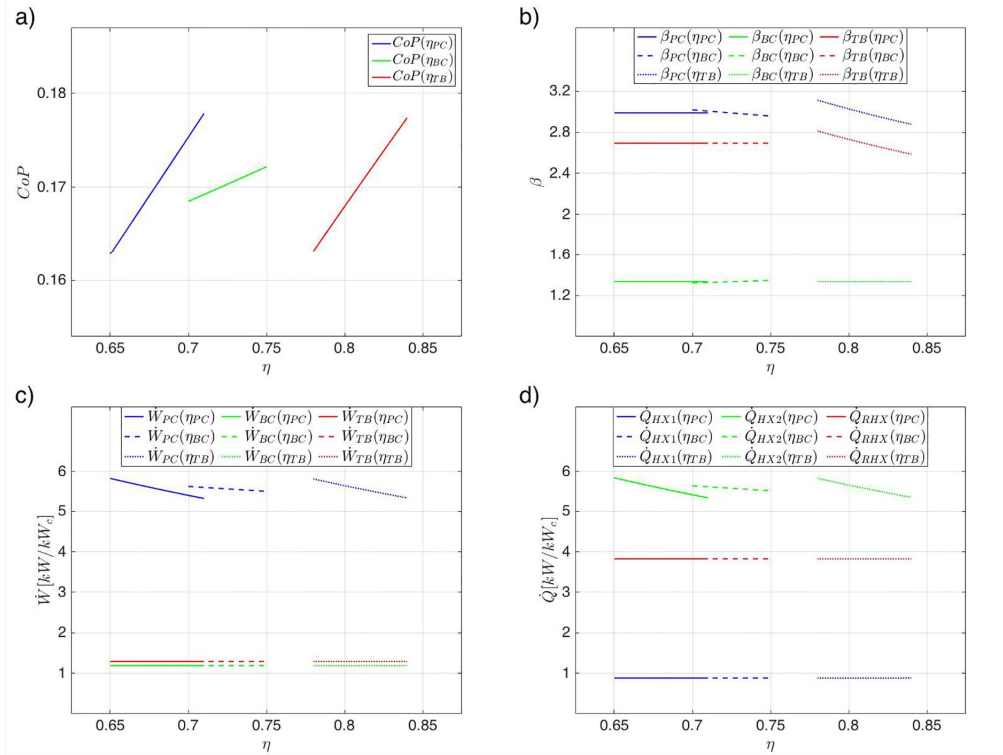 a)
CoP(η_PC)
CoP(η_BC)
CoP(η_TB)
0.18
0.17
0.16
CoP
0.65 0.7 0.75 0.8 0.85
η
b)
β_PC(η_PC) β_BC(η_PC) β_TB(η_PC)
β_PC(η_BC) β_BC(η_BC) β_TB(η_BC)
β_PC(η_TB) β_BC(η_TB) β_TB(η_TB)
3.2
2.8
2.4
2
1.6
1.2
β
0.65 0.7 0.75 0.8 0.85
η
c)
Ẇ_PC(η_PC) Ẇ_BC(η_PC) Ẇ_TB(η_PC)
Ẇ_PC(η_BC) Ẇ_BC(η_BC) Ẇ_TB(η_BC)
Ẇ_PC(η_TB) Ẇ_BC(η_TB) Ẇ_TB(η_TB)
6
5
4
3
2
1
Ẇ[kW/kW_c]
0.65 0.7 0.75 0.8 0.85
η
d)
Q̇_HX1(η_PC) Q̇_HX2(η_PC) Q̇_RHX(η_PC)
Q̇_HX1(η_BC) Q̇_HX2(η_BC) Q̇_RHX(η_BC)
Q̇_HX1(η_TB) Q̇_HX2(η_TB) Q̇_RHX(η_TB)
6
5
4
3
2
1
Q̇[kW/kW_c]
0.65 0.7 0.75 0.8 0.85
η